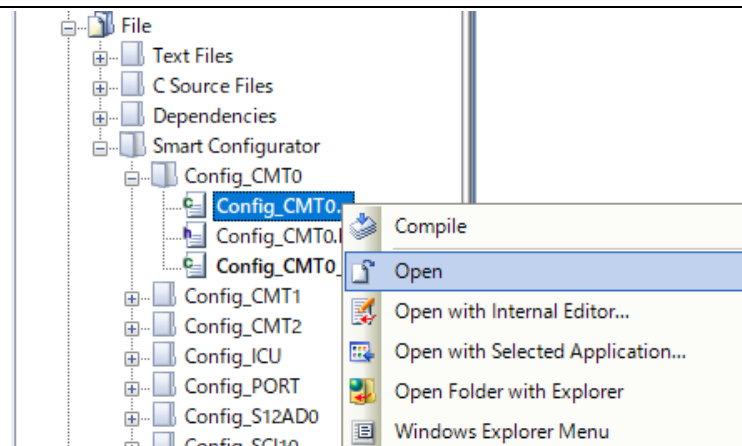 File
Text Files
C Source Files
Dependencies
Smart Configurator
Config_CMT0
Config_CMT0.
Config_CMT0.
Config_CMT0_
Config_CMT1
Config_CMT2
Config_ICU
Config_PORT
Config_S12AD0
Config_SCI10
Compile
Open
Open with Internal Editor...
Open with Selected Application...
Open Folder with Explorer
Windows Explorer Menu